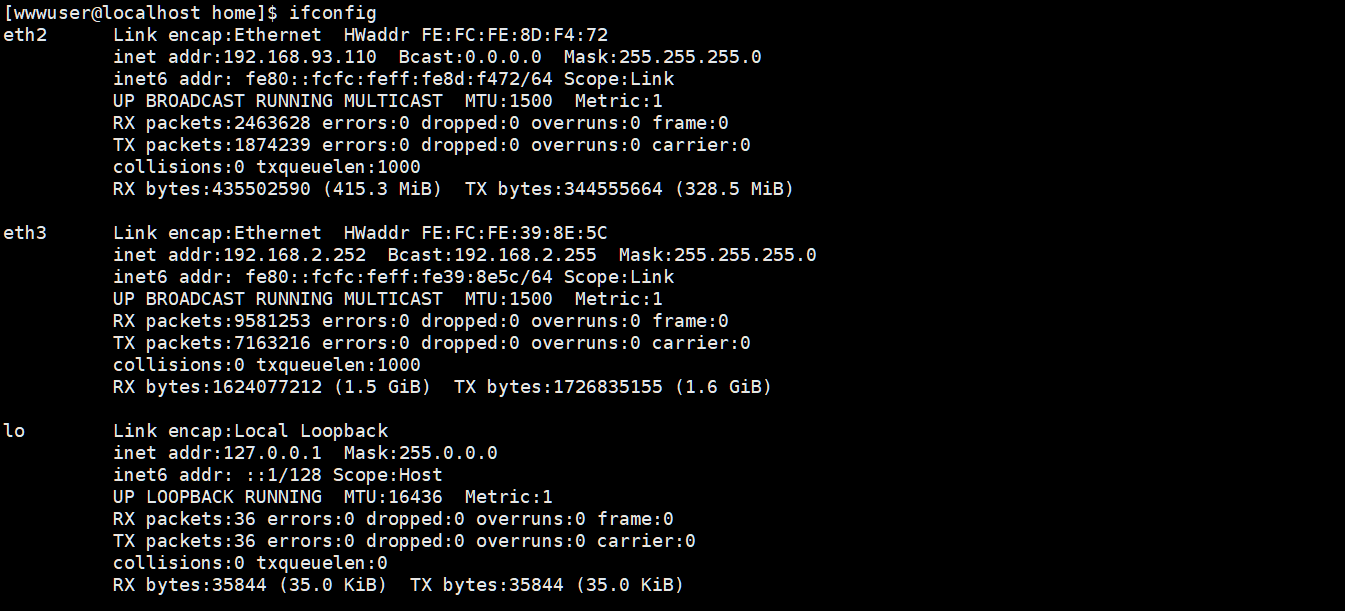 [wwwuser@localhost home]$ ifconfig
eth2      Link encap:Ethernet  HWaddr FE:FC:FE:8D:F4:72
          inet addr:192.168.93.110  Bcast:0.0.0.0  Mask:255.255.255.0
          inet6 addr: fe80::fcfc:feff:fe8d:f472/64 Scope:Link
          UP BROADCAST RUNNING MULTICAST  MTU:1500  Metric:1
          RX packets:2463628 errors:0 dropped:0 overruns:0 frame:0
          TX packets:1874239 errors:0 dropped:0 overruns:0 carrier:0
          collisions:0 txqueuelen:1000
          RX bytes:435502590 (415.3 MiB)  TX bytes:344555664 (328.5 MiB)

eth3      Link encap:Ethernet  HWaddr FE:FC:FE:39:8E:5C
          inet addr:192.168.2.252  Bcast:192.168.2.255  Mask:255.255.255.0
          inet6 addr: fe80::fcfc:feff:fe39:8e5c/64 Scope:Link
          UP BROADCAST RUNNING MULTICAST  MTU:1500  Metric:1
          RX packets:9581253 errors:0 dropped:0 overruns:0 frame:0
          TX packets:7163216 errors:0 dropped:0 overruns:0 carrier:0
          collisions:0 txqueuelen:1000
          RX bytes:1624077212 (1.5 GiB)  TX bytes:1726835155 (1.6 GiB)

lo        Link encap:Local Loopback
          inet addr:127.0.0.1  Mask:255.0.0.0
          inet6 addr: ::1/128 Scope:Host
          UP LOOPBACK RUNNING  MTU:16436  Metric:1
          RX packets:36 errors:0 dropped:0 overruns:0 frame:0
          TX packets:36 errors:0 dropped:0 overruns:0 carrier:0
          collisions:0 txqueuelen:0
          RX bytes:35844 (35.0 KiB)  TX bytes:35844 (35.0 KiB)